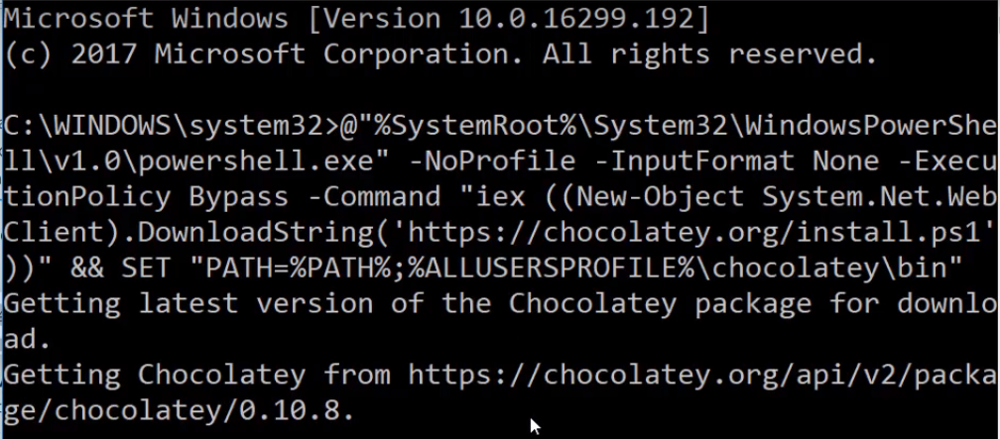 Microsoft Windows [Version 10.0.16299.192]
(c) 2017 Microsoft Corporation. All rights reserved.
C:\WINDOWS\system32>@"%SystemRoot%\System32\WindowsPowerShe
ll\v1.0\powershell.exe" -NoProfile -InputFormat None -Execu
tionPolicy Bypass -Command "iex ((New-Object System.Net.Web
Client).DownloadString('https://chocolatey.org/install.ps1'
))" && SET "PATH=%PATH%;%ALLUSERSPROFILE%\chocolatey\bin"
Getting latest version of the Chocolatey package for downlo
ad.
Getting Chocolatey from https://chocolatey.org/api/v2/packa
ge/chocolatey/0.10.8.